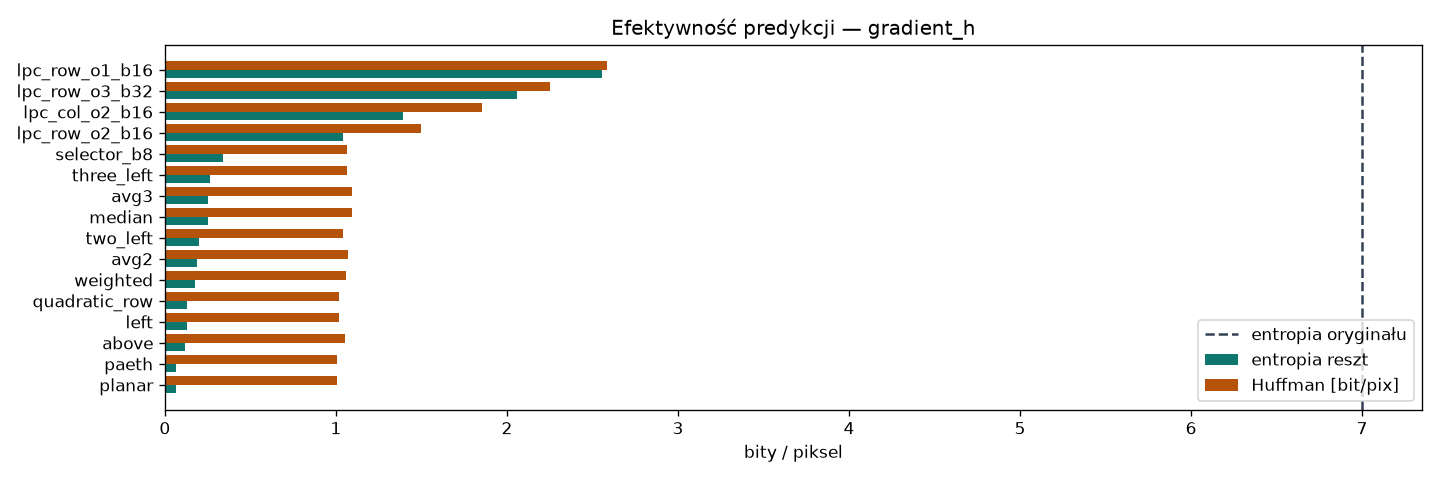 Efektywność predykcji — gradient_h
lpc_row_o1_b16
lpc_row_o3_b32
lpc_col_o2_b16
lpc_row_o2_b16
selector_b8
three_left
avg3
median
two_left
avg2
weighted
quadratic_row
left
above
paeth
planar
entropia oryginału
entropia reszt
Huffman [bit/pix]
0 1 2 3 4 5 6 7
bity / piksel